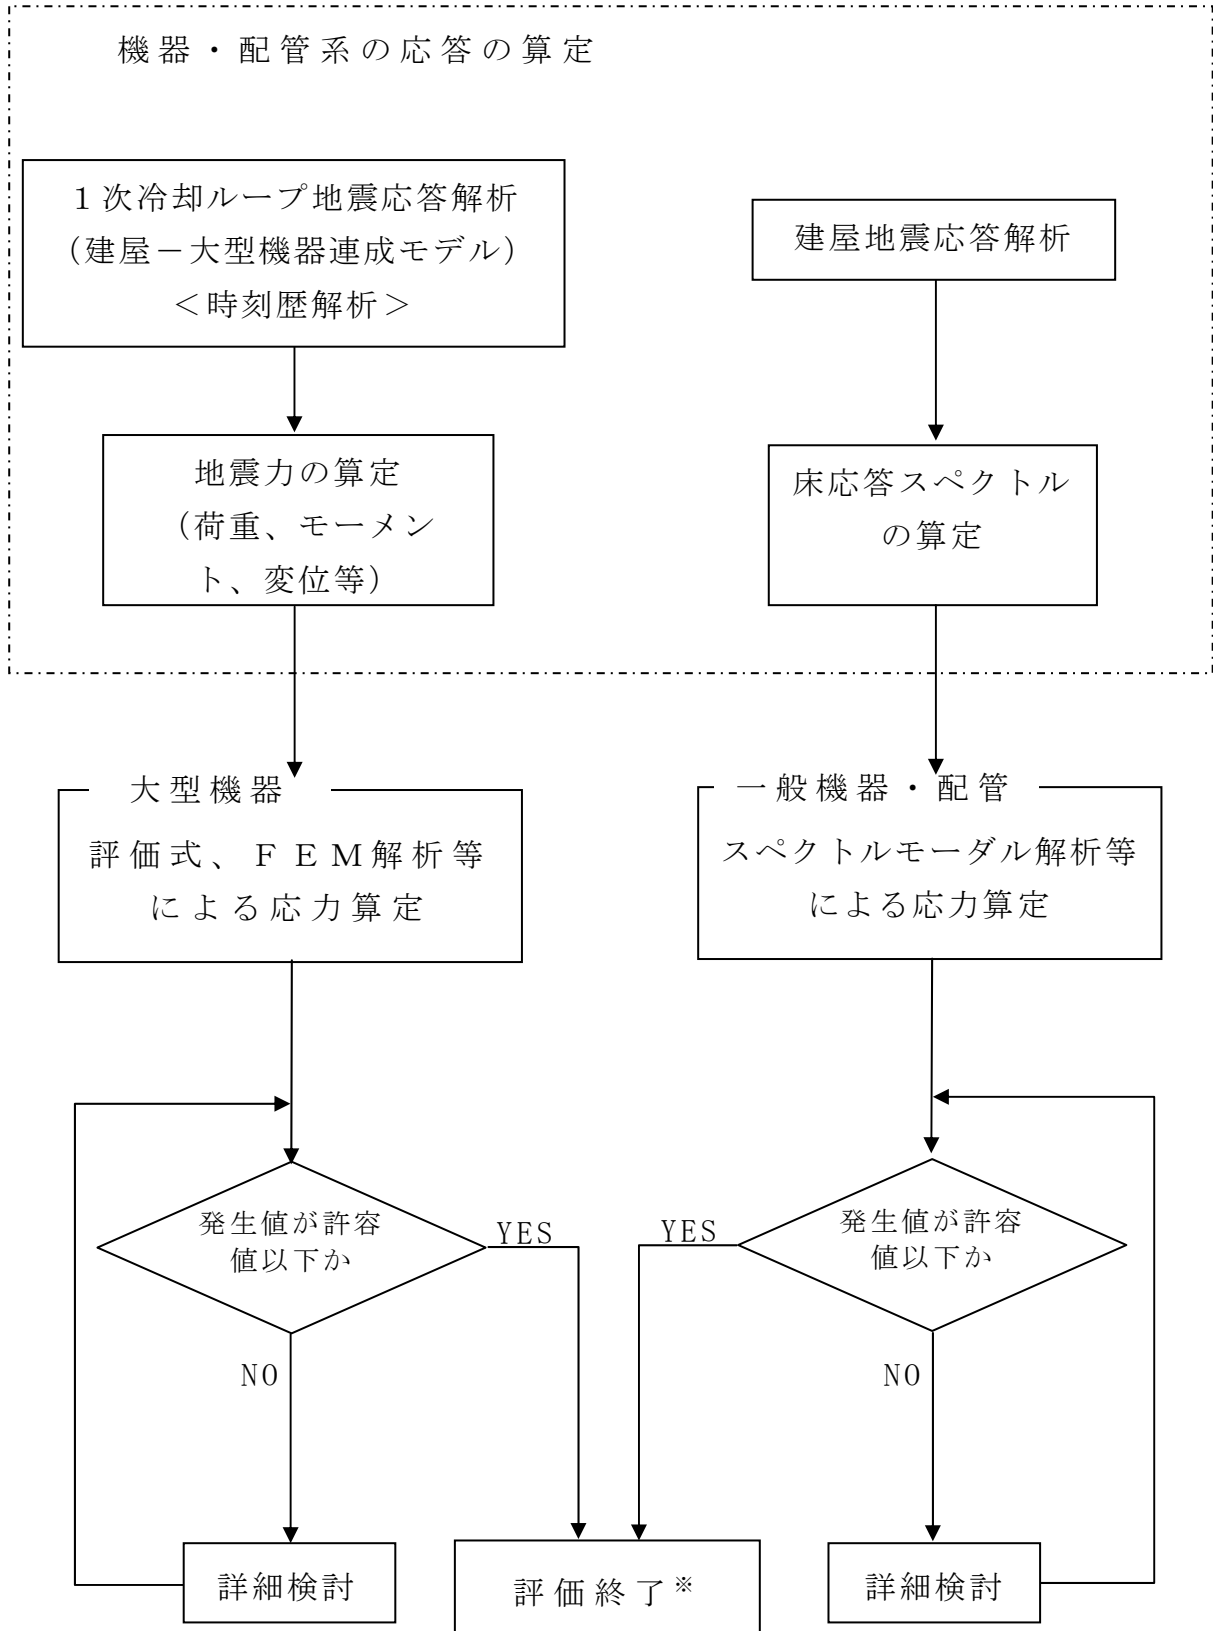 機器・配管系の応答の算定
１次冷却ループ地震応答解析
（建屋－大型機器連成モデル）
＜時刻歴解析＞
建屋地震応答解析
地震力の算定
（荷重、モーメン
ト、変位等）
床応答スペクトル
の算定
大型機器
評価式、ＦＥＭ解析等
による応力算定
一般機器・配管
スペクトルモーダル解析等
による応力算定
発生値が許容
値以下か
YES
NO
YES
発生値が許容
値以下か
NO
詳細検討
評価終了※
詳細検討